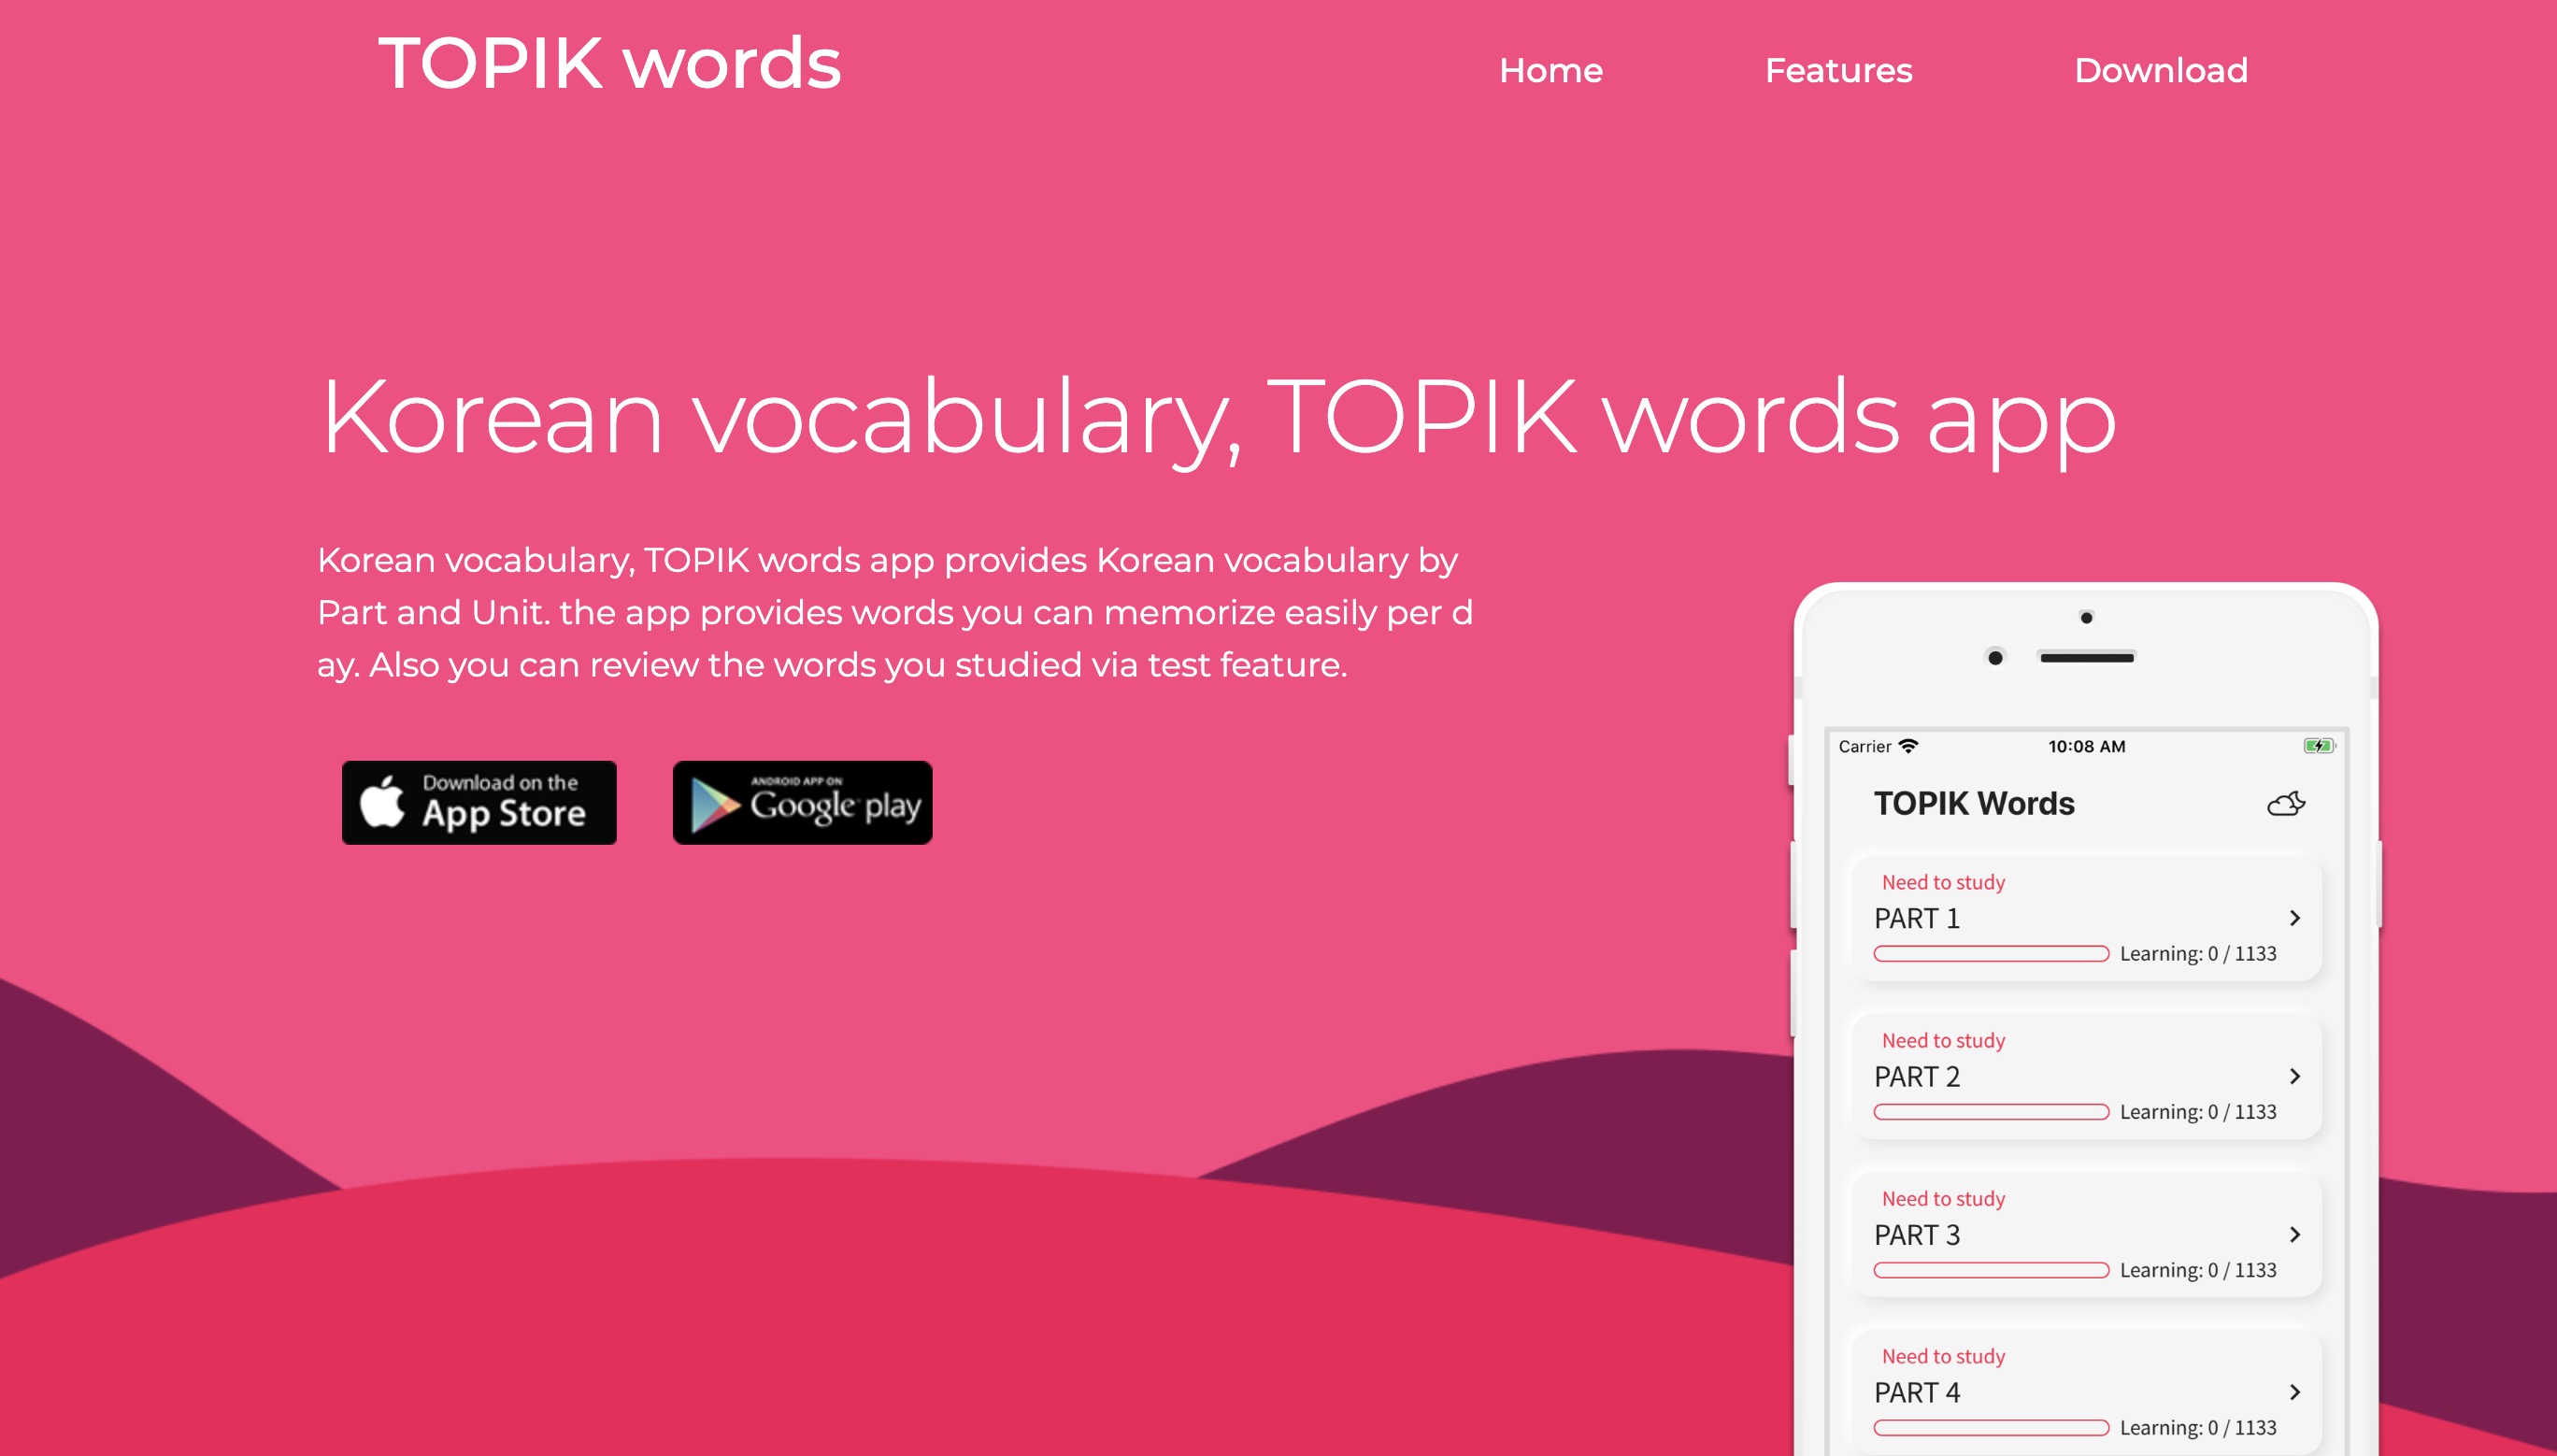 TOPIK words
Home
Features
Download
Korean vocabulary, TOPIK words app
Korean vocabulary, TOPIK words app provides Korean vocabulary by
Part and Unit. the app provides words you can memorize easily per d
ay. Also you can review the words you studied via test feature.
Download on the
App Store
ANDROID APP ON
Google play
Carrier
10:08 AM
TOPIK Words
Need to study
PART 1
Learning: 0 / 1133
Need to study
PART 2
Learning: 0 / 1133
Need to study
PART 3
Learning: 0 / 1133
Need to study
PART 4
Learning: 0 / 1133